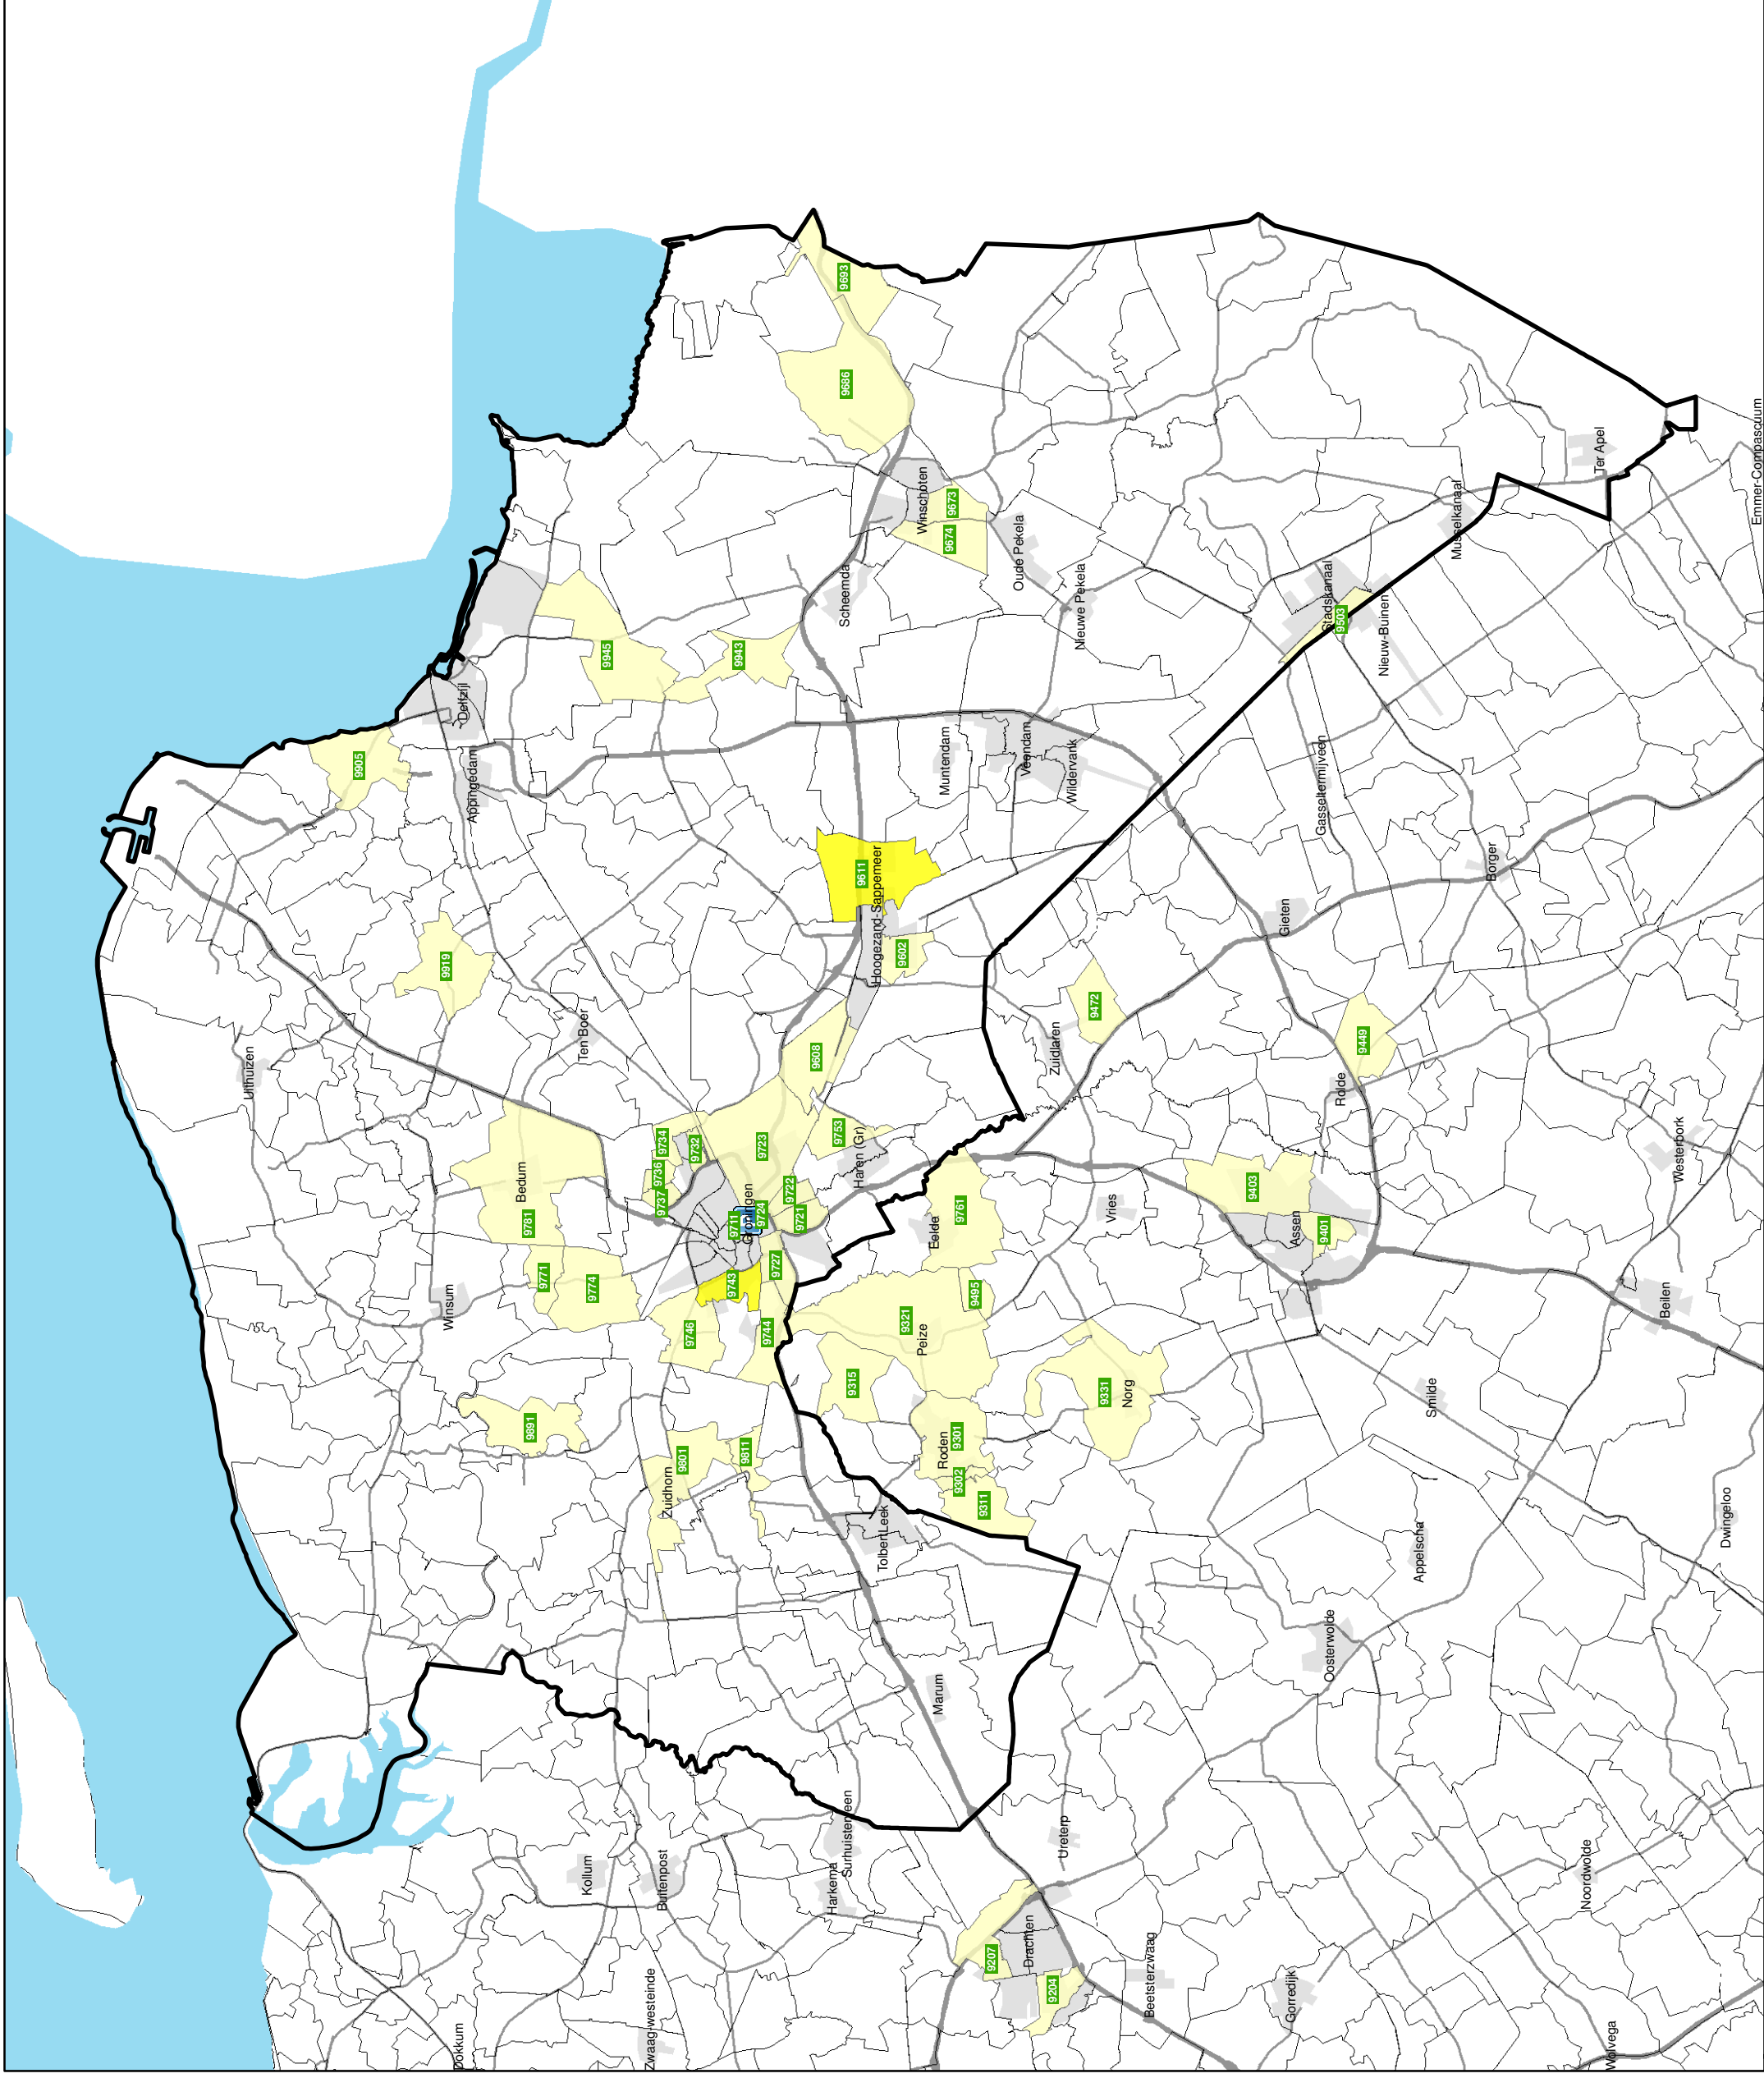 Uithuizen
9905
9919
Winsum
Dokkum
Delfzijl
Appingedam
Bedum
9781
9891
9771
Ten Boer
Kollum
9774
9945
Zwaag-westeinde
9737
9736
9734
Buitenpost
Zuidhorn
9801
9746
9732
9743
9711
9943
9811
Groningen
9724
9723
9744
9727
9722
9721
9608
Harkema
9753
9693
Scheemda
9686
Surhuisterveen
9315
Haren (Gr)
9611
Hoogezand-Sappemeer
Tolbert
Leek
9602
9321
Peize
Winschoten
Eelde
Marum
Roden
Muntendam
9674
9673
9301
9302
9761
9495
9311
9207
Oude Pekela
Veendam
Drachten
9204
Zuidlaren
Ureterp
Wildervank
Nieuwe Pekela
9472
9331
Vries
Norg
Beetsterzwaag
9403
Gieten
Gorredijk
Assen
Gasselternijveen
9401
Stadskanaal
Oosterwolde
Rolde
9503
9449
Nieuw-Buinen
Appelscha
Smilde
Musselkanaal
Borger
Noordwolde
Ter Apel
Wolvega
Beilen
Westerbork
Dwingeloo
Emmer-Compascuum